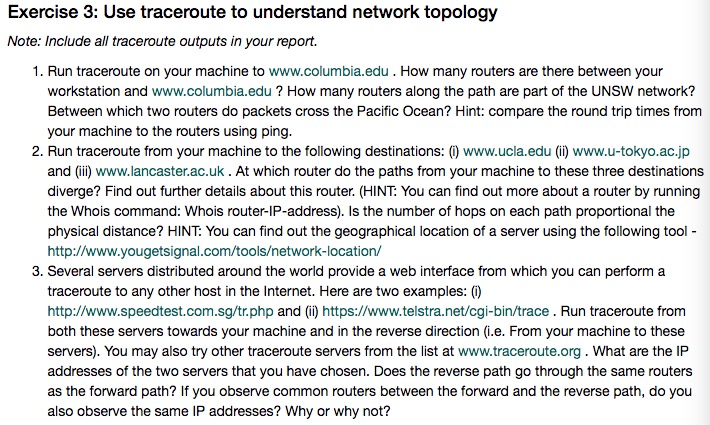 Exercise 3: Use traceroute to understand network topology
Note: Include all traceroute outputs in your report.
1. Run traceroute on your machine to www.columbia.edu . How many routers are there between your
workstation and www.columbia.edu ? How many routers along the path are part of the UNSW network?
Between which two routers do packets cross the Pacific Ocean? Hint: compare the round trip times from
your machine to the routers using ping.
2. Run traceroute from your machine to the following destinations: (i) www.ucla.edu (ii) www.u-tokyo.ac.jp
and (iii) www.lancaster.ac.uk . At which router do the paths from your machine to these three destinations
diverge? Find out further details about this router. (HINT: You can find out more about a router by running
the Whois command: Whois router-IP-address). Is the number of hops on each path proportional the
physical distance? HINT: You can find out the geographical location of a server using the following tool -
http://www.yougetsignal.com/tools/network-location/
3. Several servers distributed around the world provide a web interface from which you can perform a
traceroute to any other host in the Internet. Here are two examples: (i)
http://www.speedtest.com.sg/tr.php and (ii) https://www.telstra.net/cgi-bin/trace . Run traceroute from
both these servers towards your machine and in the reverse direction (i.e. From your machine to these
servers). You may also try other traceroute servers from the list at www.traceroute.org . What are the IP
addresses of the two servers that you have chosen. Does the reverse path go through the same routers
as the forward path? If you observe common routers between the forward and the reverse path, do you
also observe the same IP addresses? Why or why not?